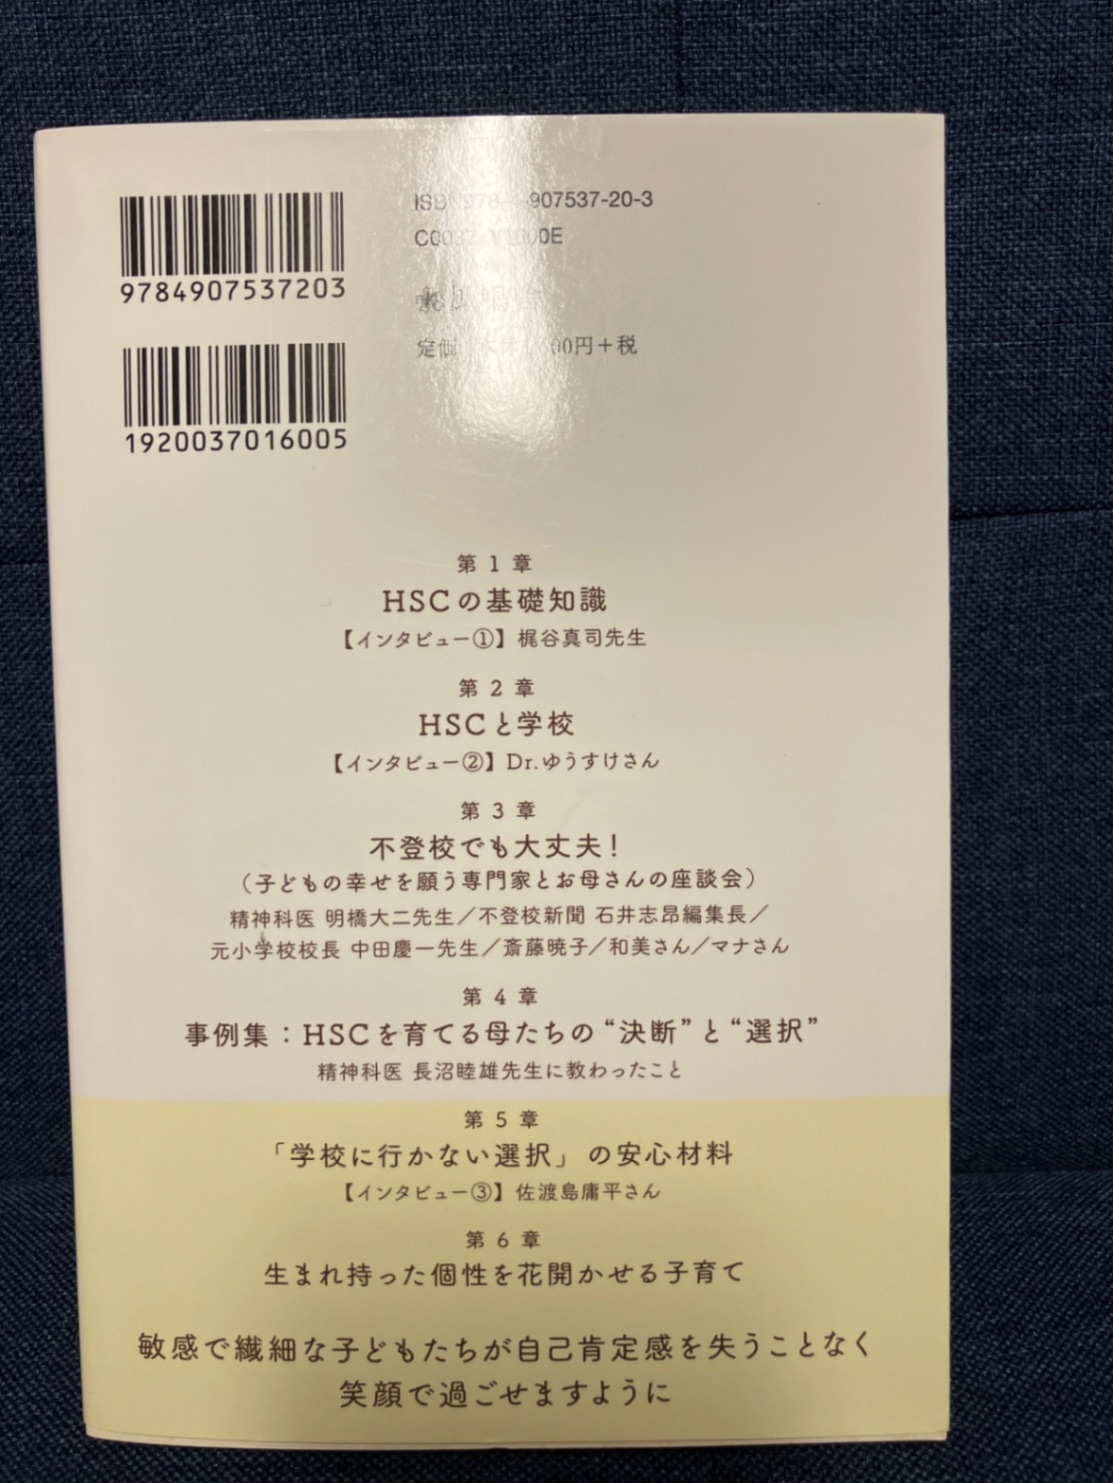 9784907537203
1920037016005
907537-20-3
00円+税
第1章
HSCの基礎知識
【インタビュー①】梶谷真司先生
第2章
HSCと学校
【インタビュー②】Dr.ゆうすけさん
第3章
不登校でも大丈夫!
(子どもの幸せを願う専門家とお母さんの座談会)
精神科医 明橋大二先生/不登校新聞 石井志昂編集長/
元小学校校長 中田慶一先生/斎藤暁子/和美さん/マナさん
第4章
事例集:HSCを育てる母たちの“決断”と“選択”
精神科医 長沼睦雄先生に教わったこと
第5章
「学校に行かない選択」の安心材料
【インタビュー③】佐渡島庸平さん
第6章
生まれ持った個性を花開かせる子育て
敏感で繊細な子どもたちが自己肯定感を失うことなく
笑顔で過ごせますように